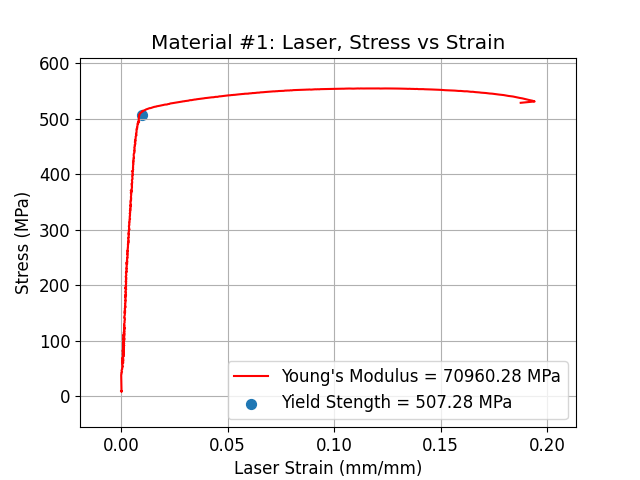 Material #1: Laser, Stress vs Strain
600
500
400
300
200
100
0
Stress (MPa)
Young's Modulus = 70960.28 MPa
Yield Stength = 507.28 MPa
0.00 0.05 0.10 0.15 0.20
Laser Strain (mm/mm)